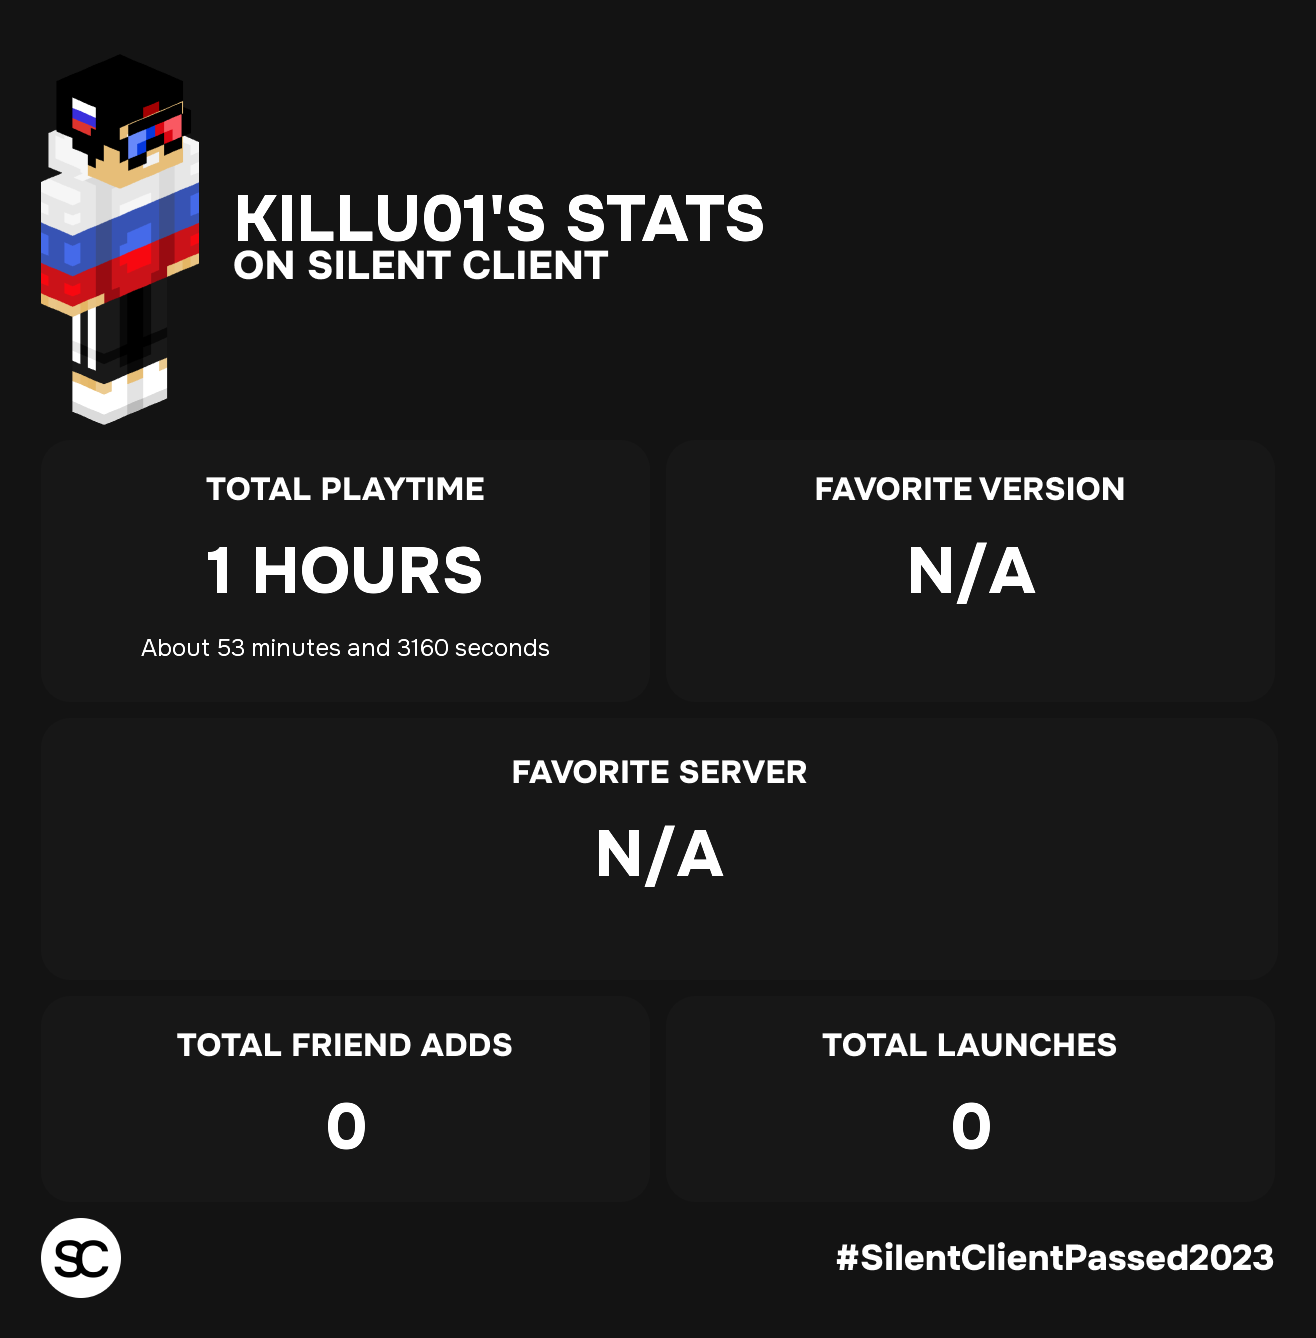 KILLU01'S STATS
ON SILENT CLIENT
TOTAL PLAYTIME
1 HOURS
About 53 minutes and 3160 seconds
FAVORITE VERSION
N/A
FAVORITE SERVER
N/A
TOTAL FRIEND ADDS
0
TOTAL LAUNCHES
0
SC
#SilentClientPassed2023